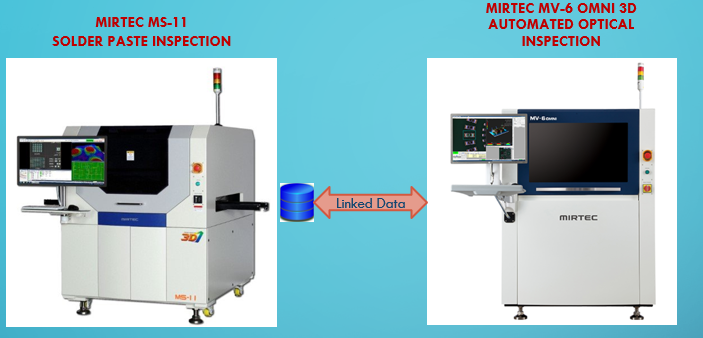 MIRTEC MS-11
SOLDER PASTE INSPECTION
MIRTEC MV-6 OMNI 3D
AUTOMATED OPTICAL
INSPECTION
MIRTEC
3D
MS-11
Linked Data
MV-6 OMNI
MIRTEC